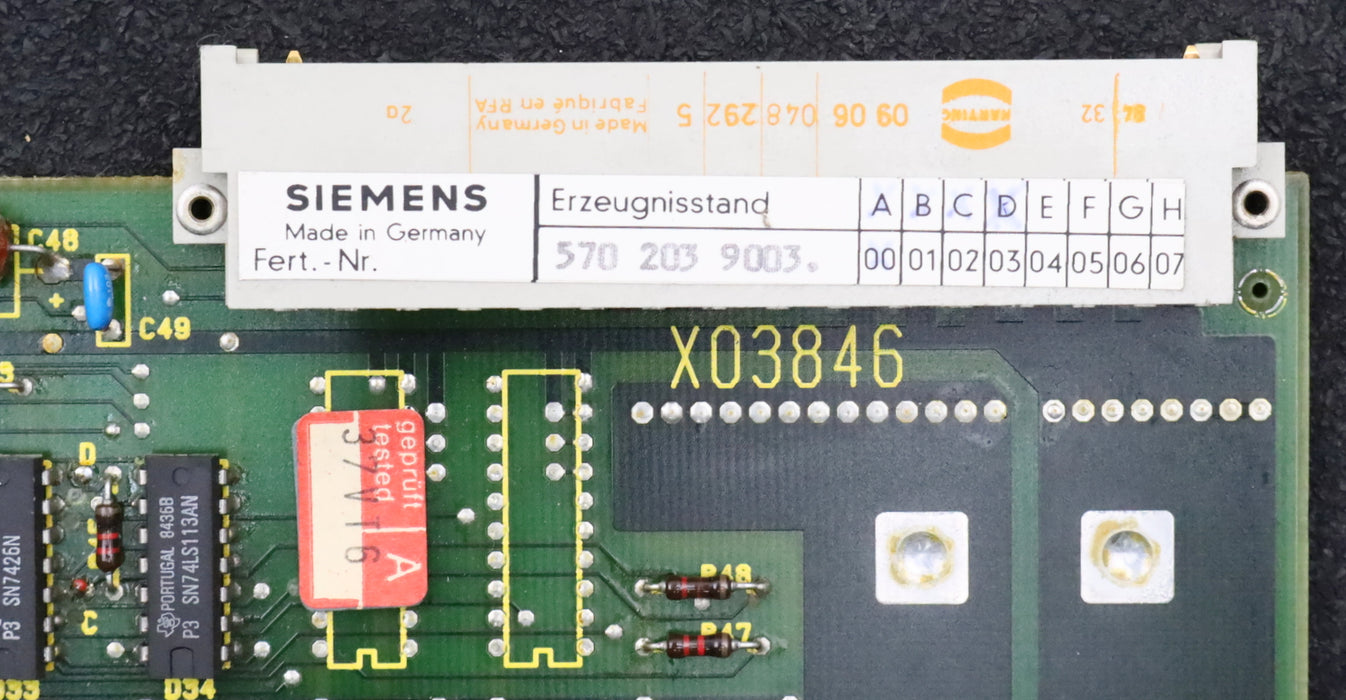 2a
Made in Germany
Fabriqué en RFA
09 06 048 292 5
HARTING
84 32
SIEMENS
Made in Germany
Fert.-Nr.
Erzeugnisstand A B C D E F G H
570 203 9003. 00 01 02 03 04 05 06 07
C48
+
C49
X03846
D
geprüft
tested
A
C
P3 SN7426N
PORTUGAL 8436B
P3 SN74LS113AN
R48
R47
D34